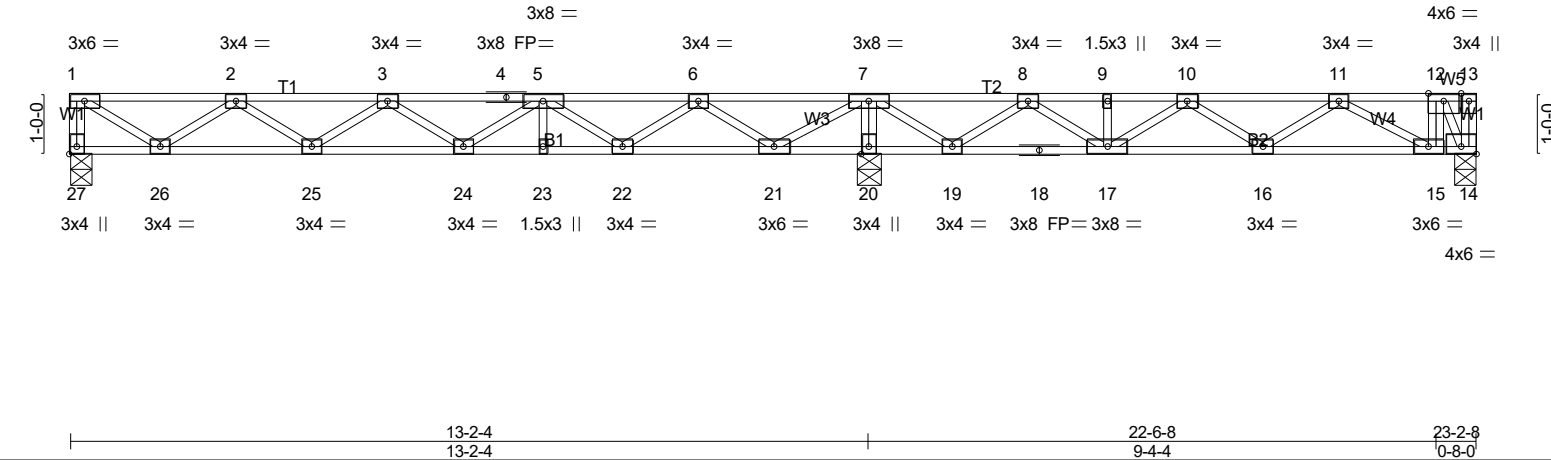 3x8 = 4x6 =
3x6 = 3x4 = 3x4 = 3x8 FP= 3x4 = 3x8 = 3x4 = 1.5x3 || 3x4 = 3x4 = 3x4 ||
1 2 3 4 5 6 7 8 9 10 11 12 13
T1 T2 W5
W1 W3 W4 W1
1-0-0 1-0-0
B1 B2
27 26 25 24 23 22 21 20 19 18 17 16 15 14
3x4 || 3x4 = 3x4 = 3x4 = 1.5x3 || 3x4 = 3x6 = 3x4 || 3x4 = 3x8 FP= 3x8 = 3x4 = 3x6 =
4x6 =
13-2-4 22-6-8 23-2-8
13-2-4 9-4-4 0-8-0